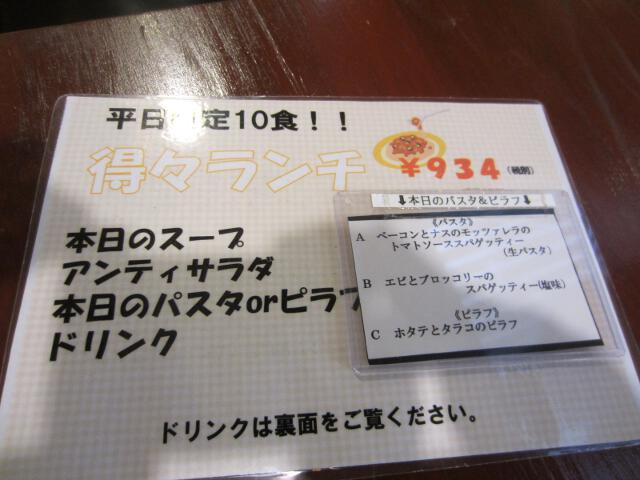 平日限定10食！！
得々ランチ ¥934 (税別)
本日のスープ
アンティサラダ
本日のパスタorピラフ
ドリンク
⬇本日のパスタ&ピラフ⬇
《パスタ》
A ベーコンとナスのモッツァレラの
トマトソーススパゲッティー
(生パスタ)
B エビとブロッコリーの
スパゲッティー(塩味)
《ピラフ》
C ホタテとタラコのピラフ
ドリンクは裏面をご覧ください。